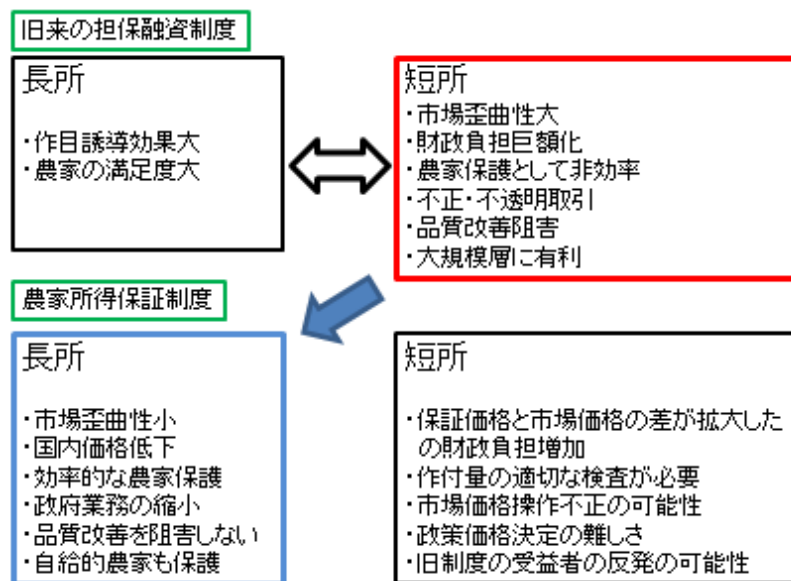 旧来の担保融資制度
長所
・作目誘導効果大
・農家の満足度大
短所
・市場歪曲性大
・財政負担巨額化
・農家保護として非効率
・不正・不透明取引
・品質改善阻害
・大規模層に有利
農家所得保証制度
長所
・市場歪曲性小
・国内価格低下
・効率的な農家保護
・政府業務の縮小
・品質改善を阻害しない
・自給的農家も保護
短所
・保証価格と市場価格の差が拡大した
の財政負担増加
・作付量の適切な検査が必要
・市場価格操作不正の可能性
・政策価格決定の難しさ
・旧制度の受益者の反発の可能性